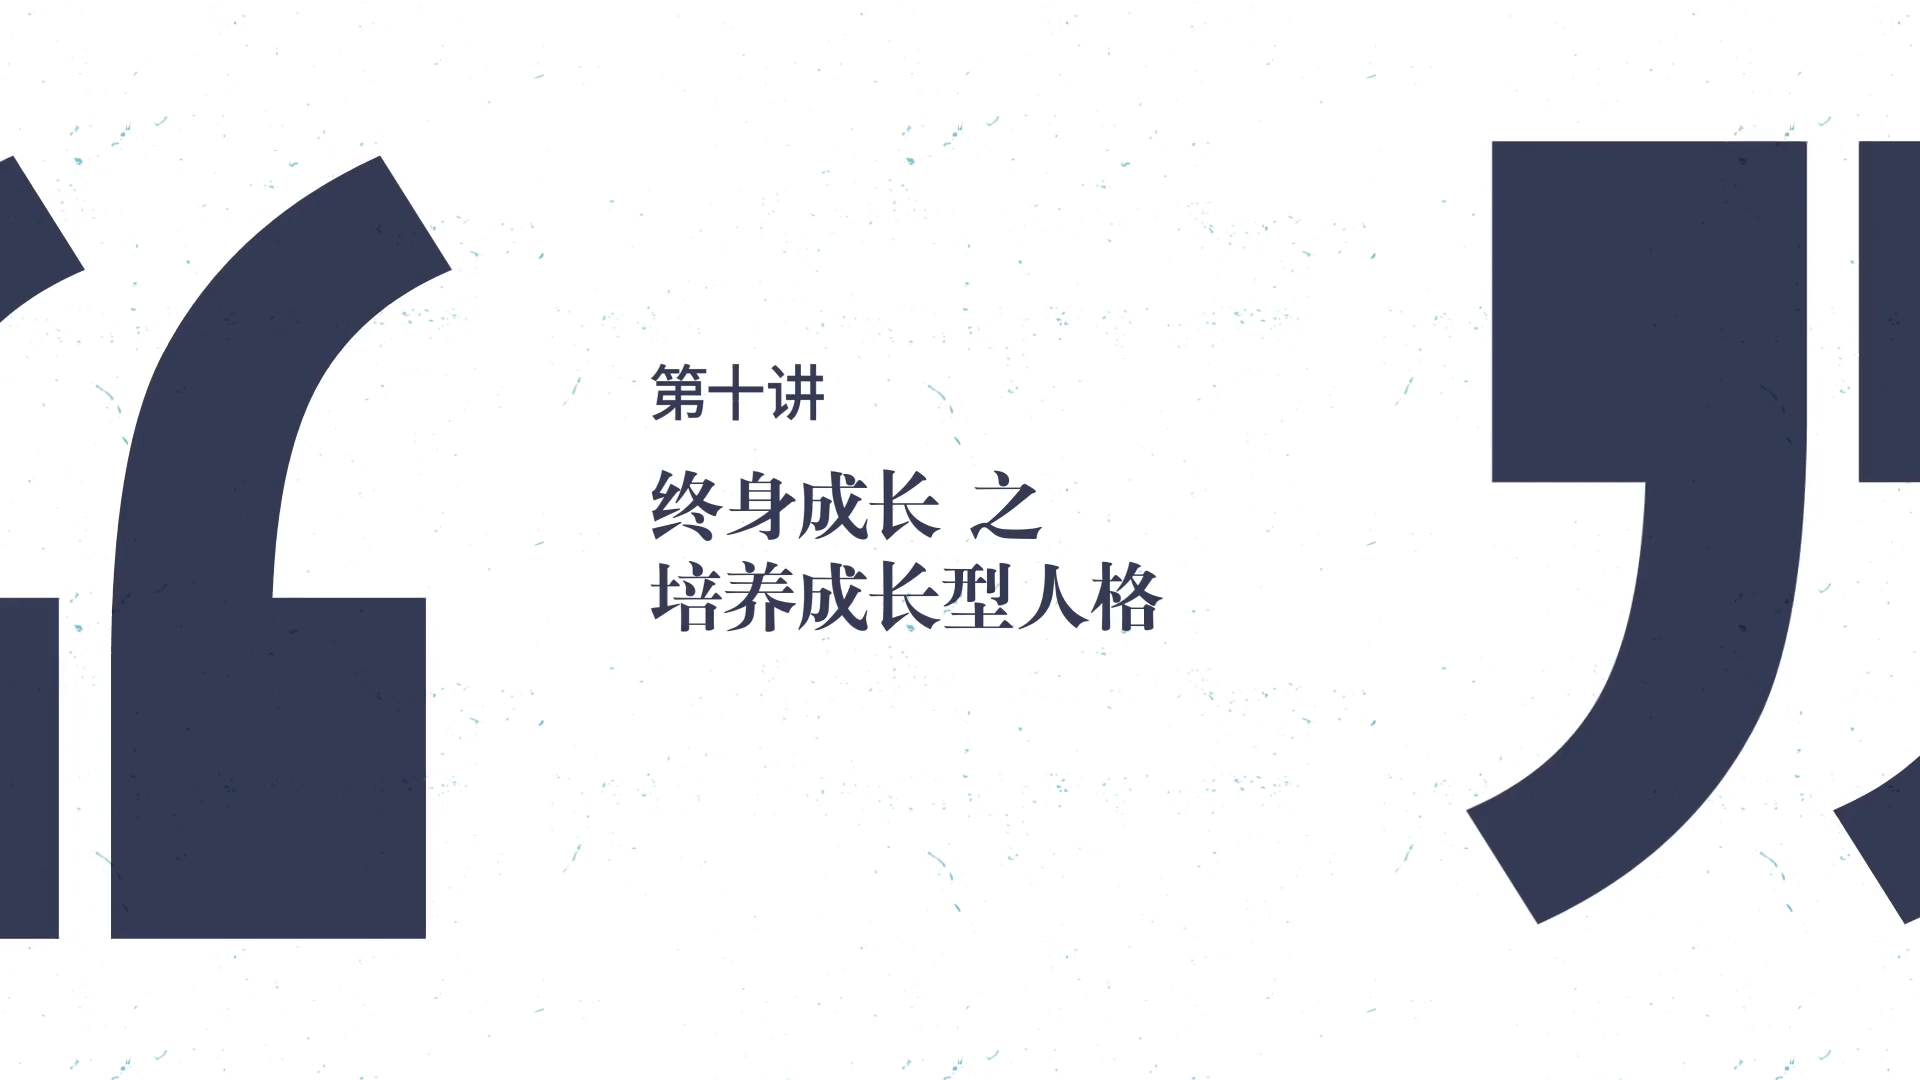 第十讲
终身成长 之
培养成长型人格